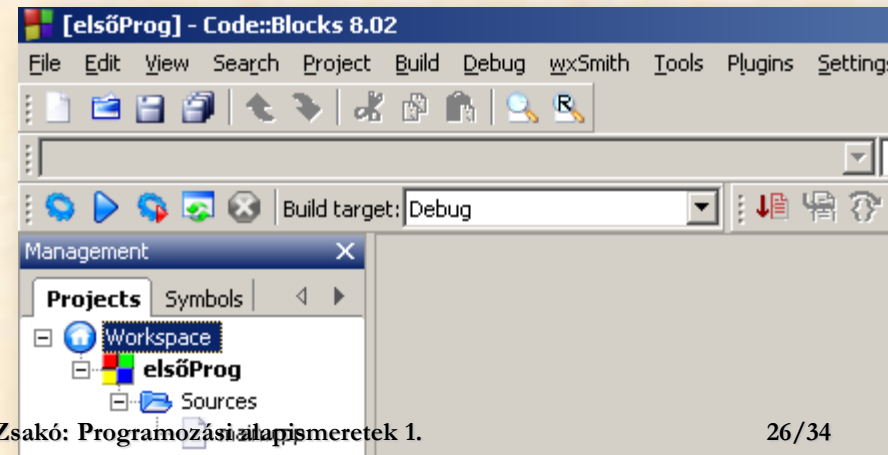 [elsőProg] - Code::Blocks 8.02
File Edit View Search Project Build Debug wxSmith Tools Plugins Settings
Build target: Debug
Management
Projects Symbols
Workspace
elsőProg
Sources
Zsakó: Programozási alapismeretek 1. 26/34